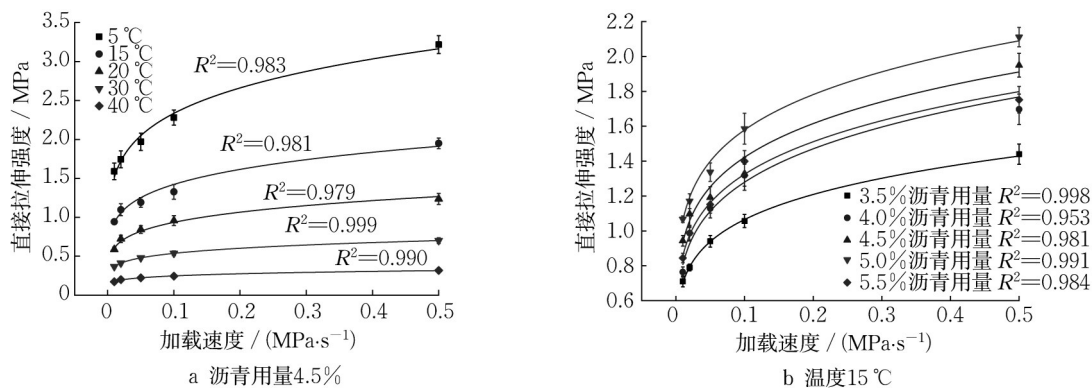 3.5
3.0
2.5
2.0
1.5
1.0
0.5
0
直接拉伸强度 / MPa
5 ℃
15 ℃
20 ℃
30 ℃
40 ℃
R²=0.983
R²=0.981
R²=0.979
R²=0.999
R²=0.990
0 0.1 0.2 0.3 0.4 0.5
加载速度 / (MPa·s⁻¹)
a 沥青用量4.5%
2.2
2.0
1.8
1.6
1.4
1.2
1.0
0.8
0.6
直接拉伸强度 / MPa
3.5%沥青用量 R²=0.998
4.0%沥青用量 R²=0.953
4.5%沥青用量 R²=0.981
5.0%沥青用量 R²=0.991
5.5%沥青用量 R²=0.984
0 0.1 0.2 0.3 0.4 0.5
加载速度 / (MPa·s⁻¹)
b 温度15 ℃